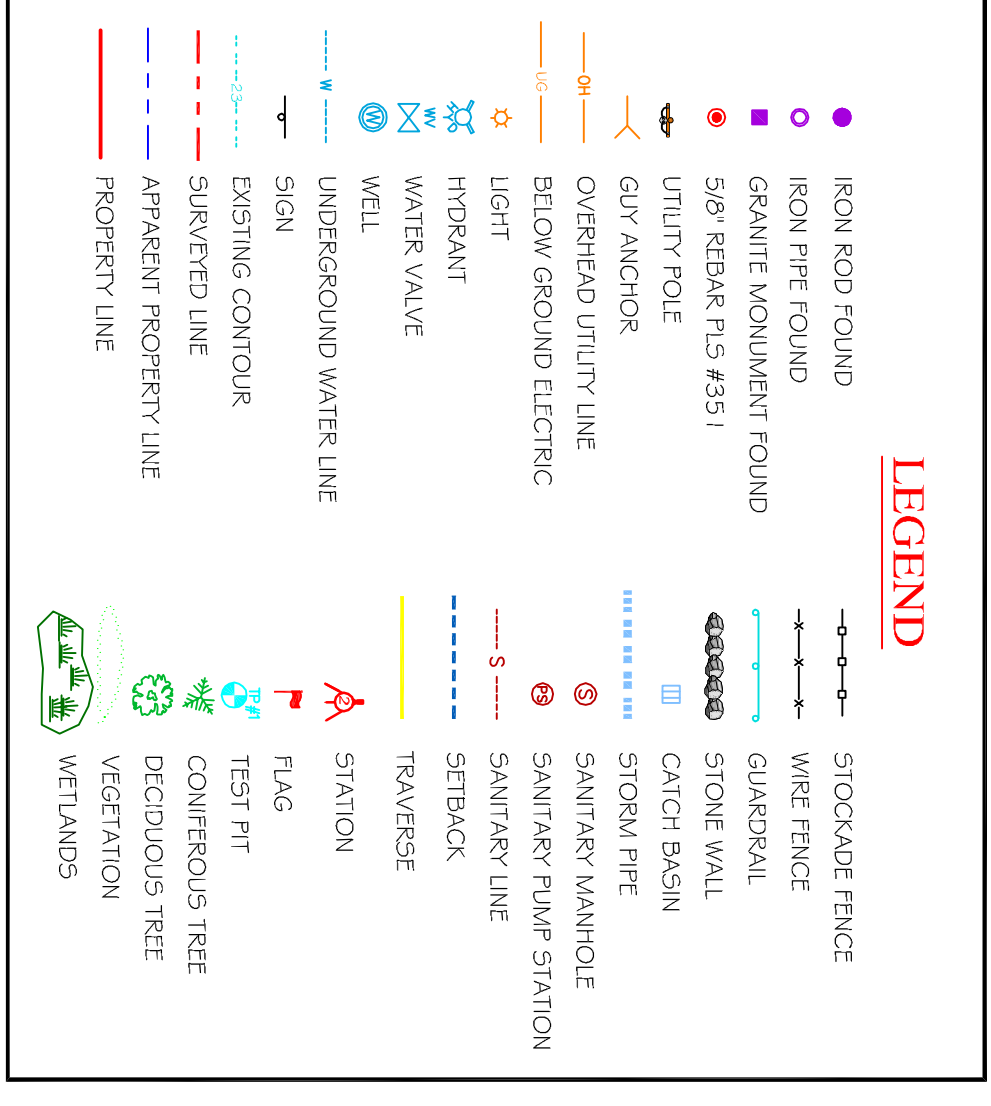 LEGEND
IRON ROD FOUND
IRON PIPE FOUND
GRANITE MONUMENT FOUND
5/8" REBAR PLS #351
UTILITY POLE
GUY ANCHOR
OH OVERHEAD UTILITY LINE
UG BELOW GROUND ELECTRIC
LIGHT
HYDRANT
WV WATER VALVE
W WELL
W UNDERGROUND WATER LINE
SIGN
23 EXISTING CONTOUR
SURVEYED LINE
APPARENT PROPERTY LINE
PROPERTY LINE
STOCKADE FENCE
WIRE FENCE
GUARDRAIL
STONE WALL
CATCH BASIN
STORM PIPE
S SANITARY MANHOLE
PS SANITARY PUMP STATION
S SANITARY LINE
SETBACK
TRAVERSE
2 STATION
FLAG
TP#1 TEST PIT
CONIFEROUS TREE
DECIDUOUS TREE
VEGETATION
WETLANDS